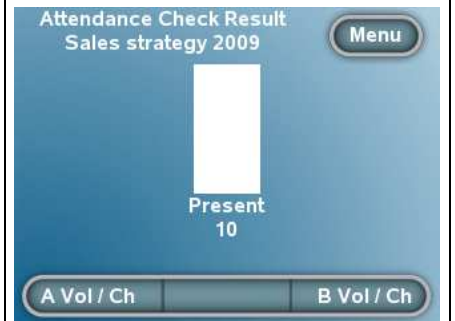 Attendance Check Result
Sales strategy 2009
Menu
Present
10
A Vol / Ch
B Vol / Ch